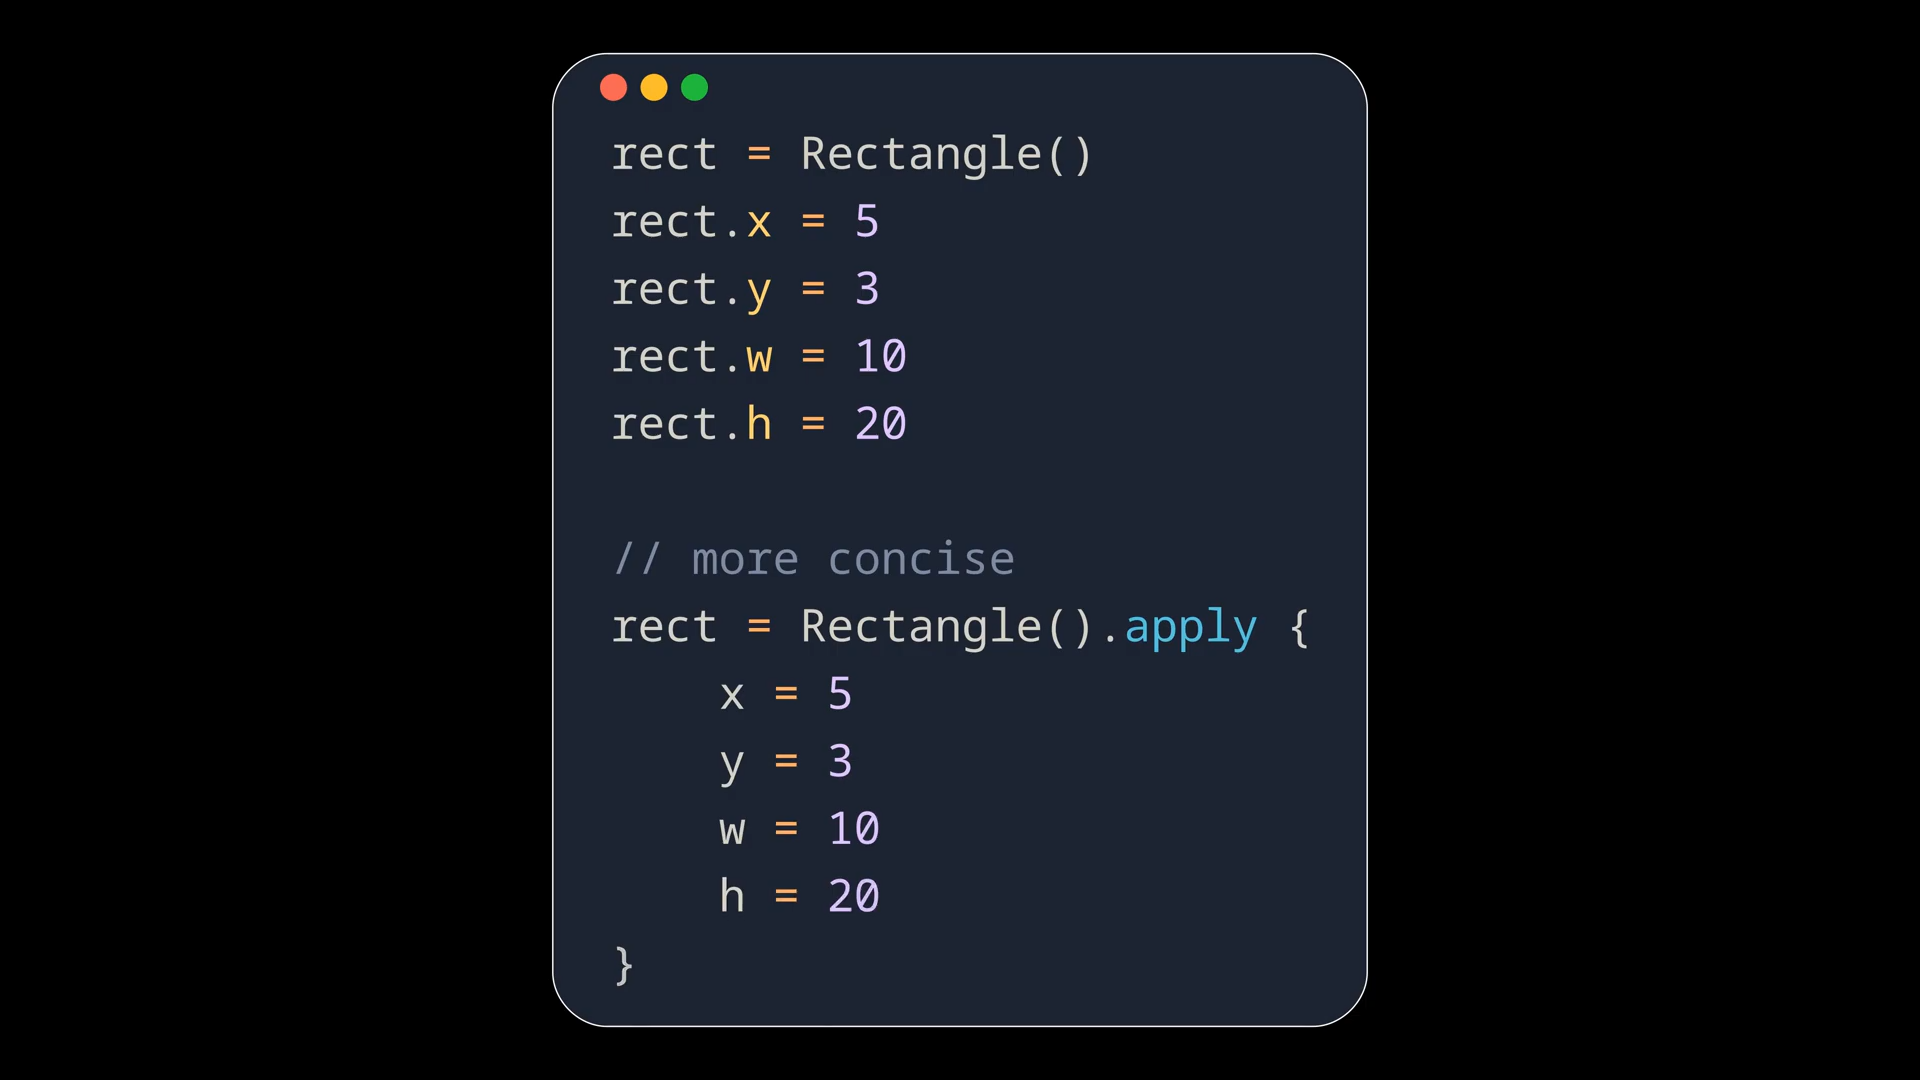 rect = Rectangle()
rect.x = 5
rect.y = 3
rect.w = 10
rect.h = 20
// more concise
rect = Rectangle().apply {
    x = 5
    y = 3
    w = 10
    h = 20
}